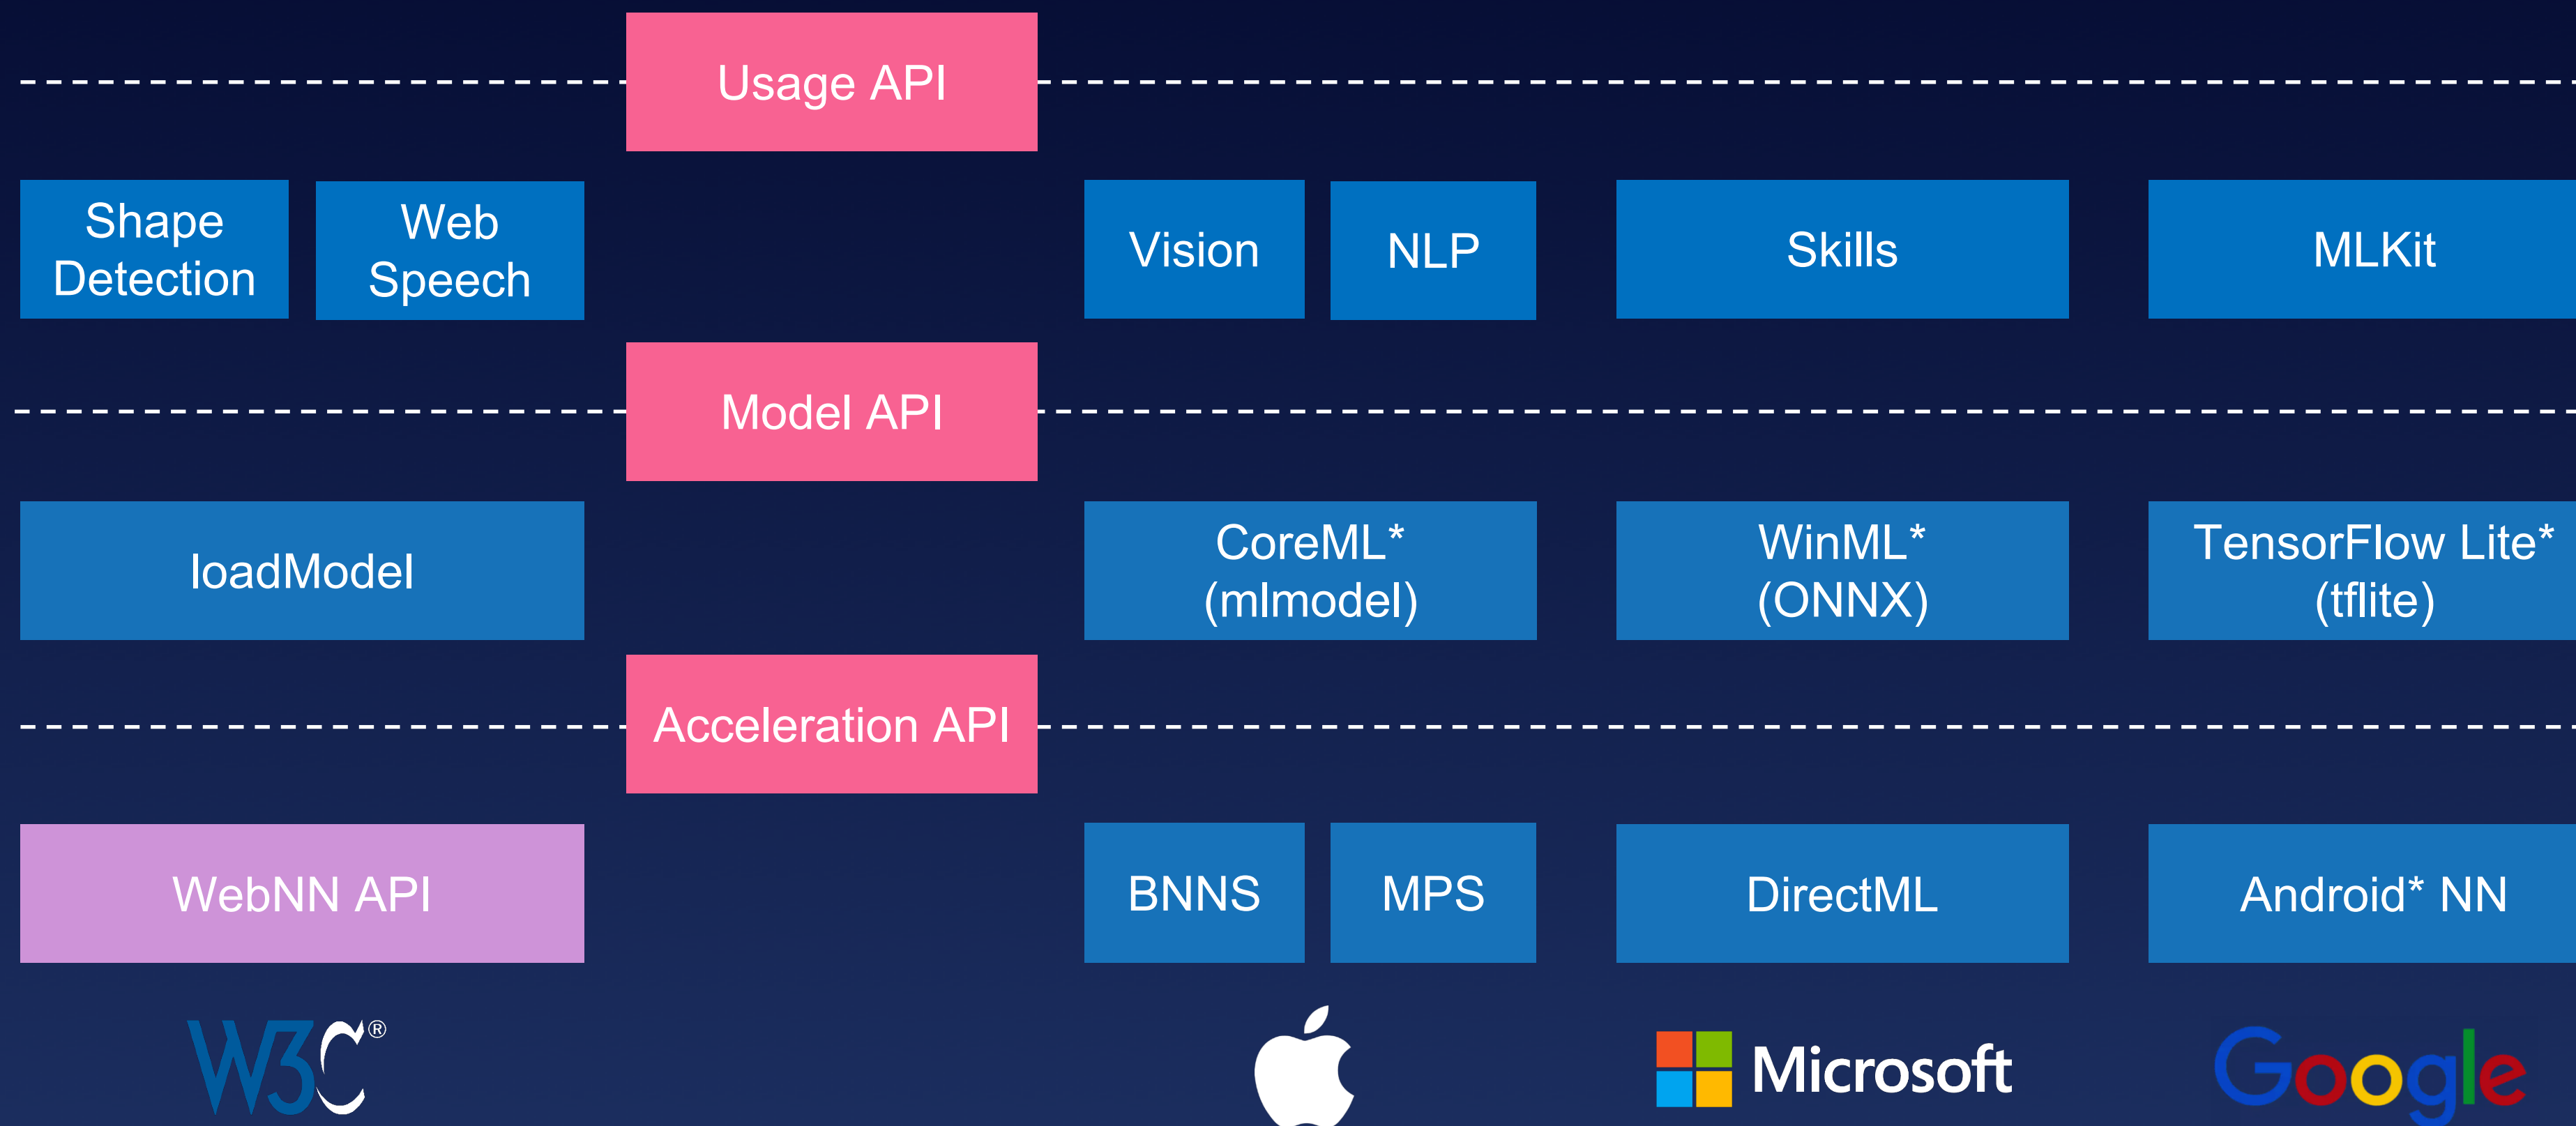 Usage API
Shape
Detection
Web
Speech
Vision
NLP
Skills
MLKit
Model API
loadModel
CoreML*
(mlmodel)
WinML*
(ONNX)
TensorFlow Lite*
(tflite)
Acceleration API
WebNN API
BNNS
MPS
DirectML
Android* NN
W3C®
Microsoft
Google